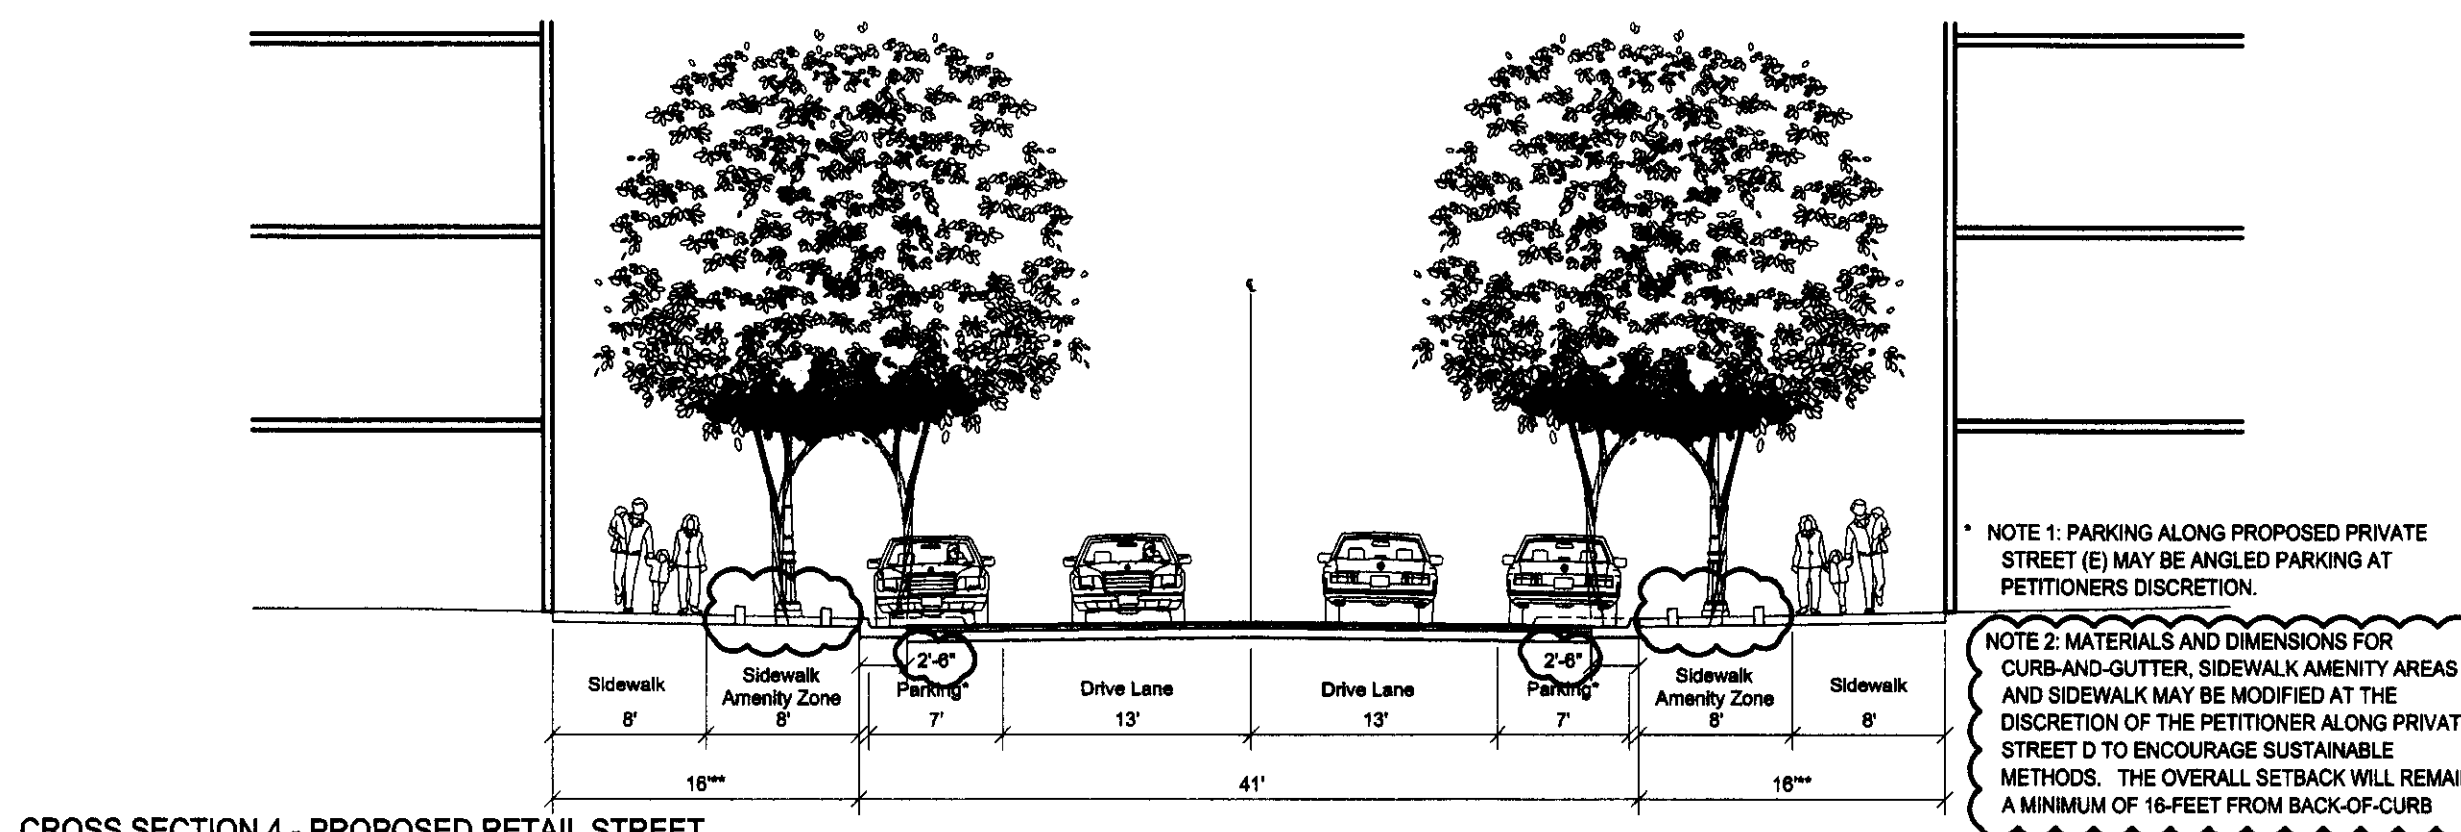 ℄
* NOTE 1: PARKING ALONG PROPOSED PRIVATE
STREET (E) MAY BE ANGLED PARKING AT
PETITIONERS DISCRETION.
NOTE 2: MATERIALS AND DIMENSIONS FOR
CURB-AND-GUTTER, SIDEWALK AMENITY AREAS
AND SIDEWALK MAY BE MODIFIED AT THE
DISCRETION OF THE PETITIONER ALONG PRIVAT
STREET D TO ENCOURAGE SUSTAINABLE
METHODS. THE OVERALL SETBACK WILL REMAI
A MINIMUM OF 16-FEET FROM BACK-OF-CURB
2'-6" 2'-6"
Sidewalk Sidewalk Amenity Zone Parking* Drive Lane Drive Lane Parking* Sidewalk Amenity Zone Sidewalk
8' 8' 7' 13' 13' 7' 8' 8'
16'** 41' 16'**
CROSS SECTION 4 - PROPOSED RETAIL STREET